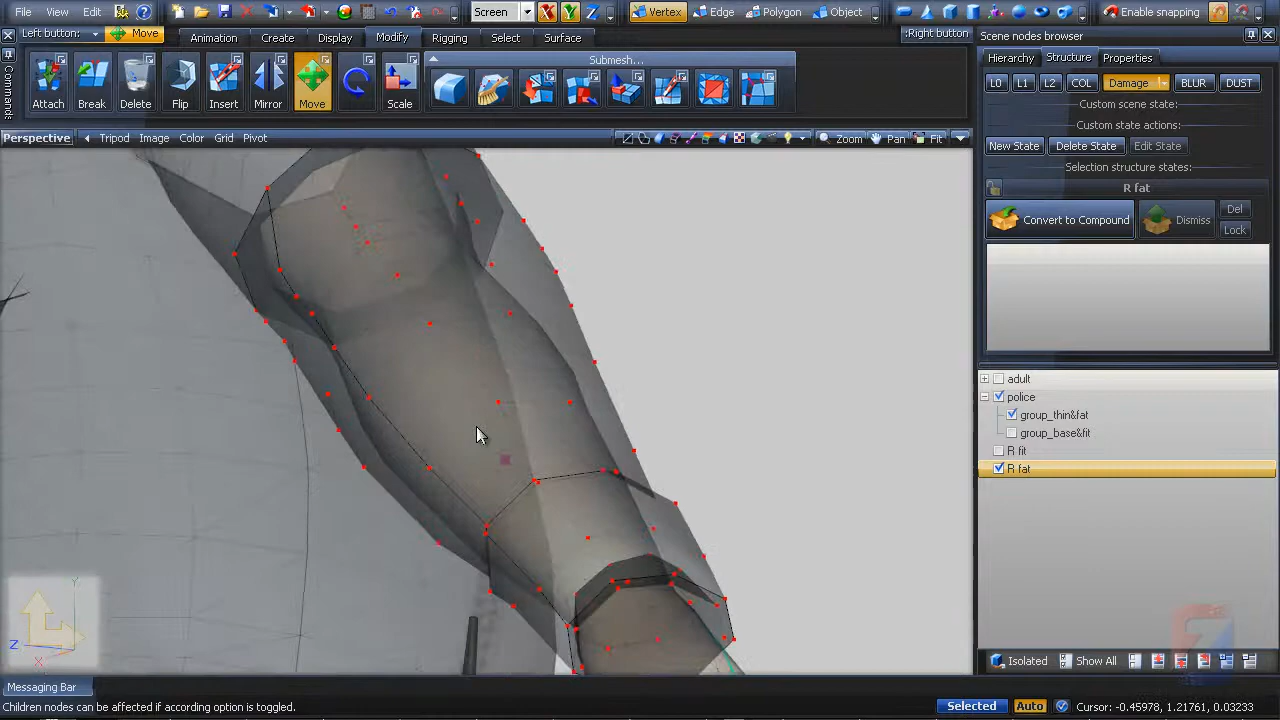 File View Edit Screen X Y Z Vertex Edge Polygon Object Enable snapping
Left button: Move Animation Create Display Modify Rigging Select Surface :Right button Scene nodes browser
Hierarchy Structure Properties
Commands
Submesh...
Attach Break Delete Flip Insert Mirror Move Rotate Scale
L0 L1 L2 COL Damage BLUR DUST
Custom scene state:
Custom state actions:
New State Delete State Edit State
Selection structure states:
R fat
Convert to Compound Dismiss Del
Lock
Perspective Tripod Image Color Grid Pivot Zoom Pan Fit
adult
police
group_thin&fat
group_base&fit
R fit
R fat
Y
Z
X
Isolated Show All
Messaging Bar
Children nodes can be affected if according option is toggled. Selected Auto Cursor: -0.45978, 1.21761, 0.03233